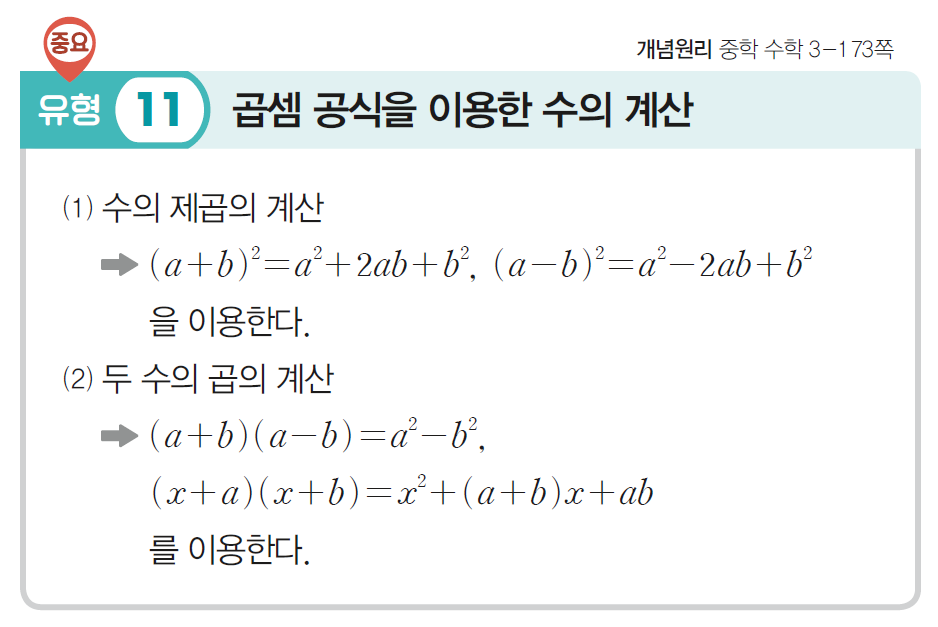 중요
개념원리 중학 수학 3-1 73쪽
유형 11 곱셈 공식을 이용한 수의 계산
(1) 수의 제곱의 계산
➡ (a+b)²=a²+2ab+b², (a-b)²=a²-2ab+b²
을 이용한다.
(2) 두 수의 곱의 계산
➡ (a+b)(a-b)=a²-b²,
(x+a)(x+b)=x²+(a+b)x+ab
를 이용한다.